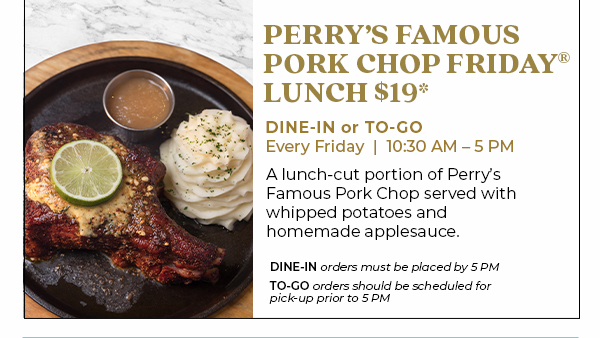 PERRY'S FAMOUS
PORK CHOP FRIDAY®
LUNCH $19*
DINE-IN or TO-GO
Every Friday | 10:30 AM – 5 PM
A lunch-cut portion of Perry's
Famous Pork Chop served with
whipped potatoes and
homemade applesauce.
DINE-IN orders must be placed by 5 PM
TO-GO orders should be scheduled for
pick-up prior to 5 PM